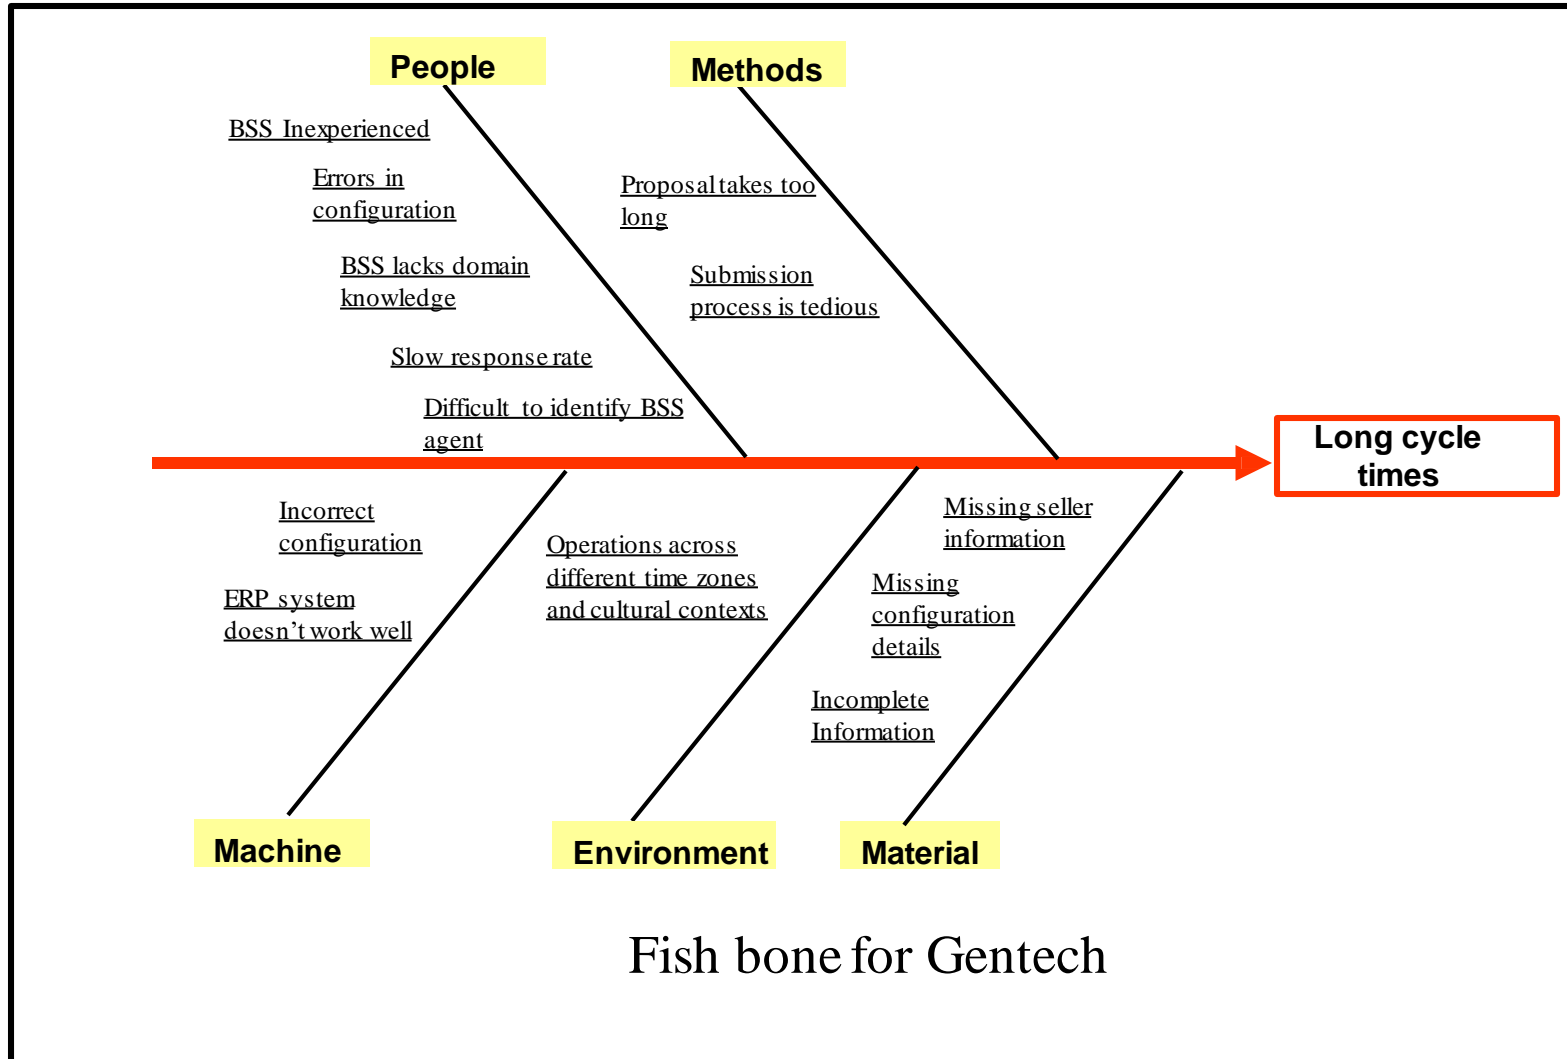 People
Methods
BSS Inexperienced
Errors in
configuration
BSS lacks domain
knowledge
Slow response rate
Difficult to identify BSS
agent
Proposal takes too
long
Submission
process is tedious
Long cycle
times
Incorrect
configuration
ERP system
doesn’t work well
Operations across
different time zones
and cultural contexts
Missing seller
information
Missing
configuration
details
Incomplete
Information
Machine
Environment
Material
Fish bone for Gentech